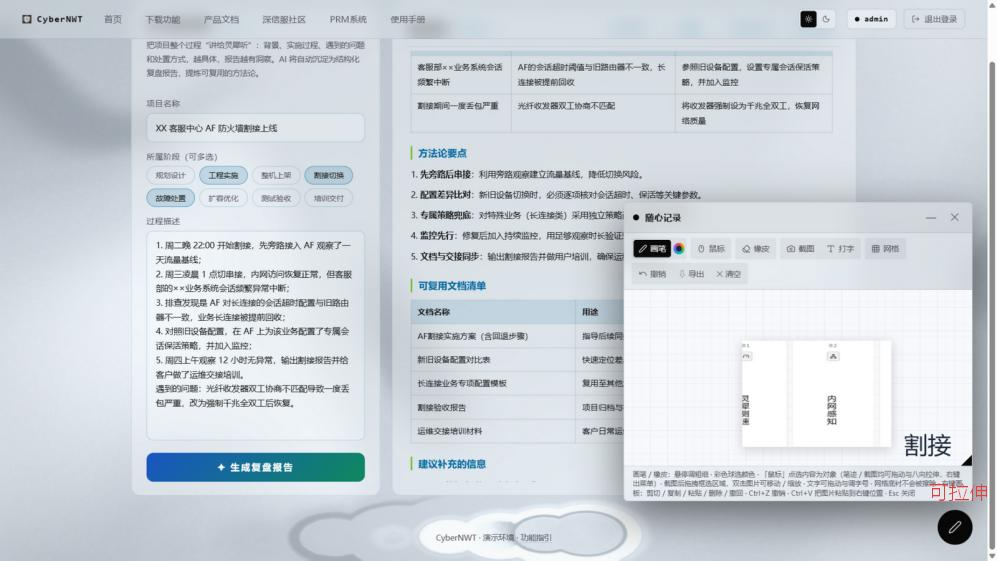 CyberNWT
首页
下载功能
产品文档
深信服社区
PRM系统
使用手册
admin
退出登录
把项目整个过程“讲给灵犀听”：背景、实施过程、遇到的问题
和处置方式，越具体，报告越有洞察。AI 将自动沉淀为结构化
复盘报告，提炼可复用的方法论。
项目名称
XX 客服中心 AF 防火墙割接上线
所属阶段（可多选）
规划设计
工程实施
整机上架
割接切换
故障处置
扩容优化
测试验收
培训交付
过程描述
1. 周二晚 22:00 开始割接，先旁路接入 AF 观察了一
天流量基线；
2. 周三凌晨 1 点切串接，内网访问恢复正常，但客服
部的××业务系统会话频繁异常中断；
3. 排查发现是 AF 对长连接的会话超时配置与旧路由
器不一致，业务长连接被提前回收；
4. 对照旧设备配置，在 AF 上为该业务配置了专属会
话保活策略，并加入监控；
5. 周四上午观察 12 小时无异常，输出割接报告并给
客户做了运维交接培训。
遇到的问题：光纤收发器双工协商不匹配导致一度丢
包严重，改为强制千兆全双工后恢复。
生成复盘报告
客服部××业务系统会话
频繁中断
AF的会话超时阈值与旧路由器不一致，长
连接被提前回收
参照旧设备配置，设置专属会话保活策
略，并加入监控
割接期间一度丢包严重
光纤收发器双工协商不匹配
将收发器强制设为千兆全双工，恢复网
络质量
方法论要点
1. 先旁路后串接：利用旁路观察建立流量基线，降低切换风险。
2. 配置差异比对：新旧设备切换时，必须逐项核对会话超时、保活等关键参数。
3. 专属策略兜底：对特殊业务（长连接类）采用独立策略
4. 监控先行：修复后加入持续监控，用足够观察时长验证
5. 文档与交接同步：输出割接报告并做用户培训，确保运
可复用文档清单
文档名称
用途
AF割接实施方案（含回退步骤）
指导后续同
新旧设备配置对比表
快速定位差
长连接业务专项配置模板
复用至其他
割接验收报告
项目归档与
运维交接培训材料
客户日常运
建议补充的信息
随心记录
画笔
鼠标
橡皮
截图
打字
网格
撤销
导出
清空
01
02
灵犀则通
内网感知
割接
画笔 / 橡皮：悬停调粗细 · 彩色球选颜色 · 「鼠标」点选内容为对象（笔迹 / 截图均可拖动与八向拉伸，右键
出菜单）· 截图后拖拽框选区域，双击图片可移动 / 缩放 · 文字可拖动与调字号 · 网格底衬不会被擦除 · 右键画
板：剪切 / 复制 / 粘贴 / 删除 / 撤回 · Ctrl+Z 撤销 · Ctrl+V 把图片粘贴到右键位置 · Esc 关闭
可拉伸
CyberNWT · 演示环境 · 功能指引